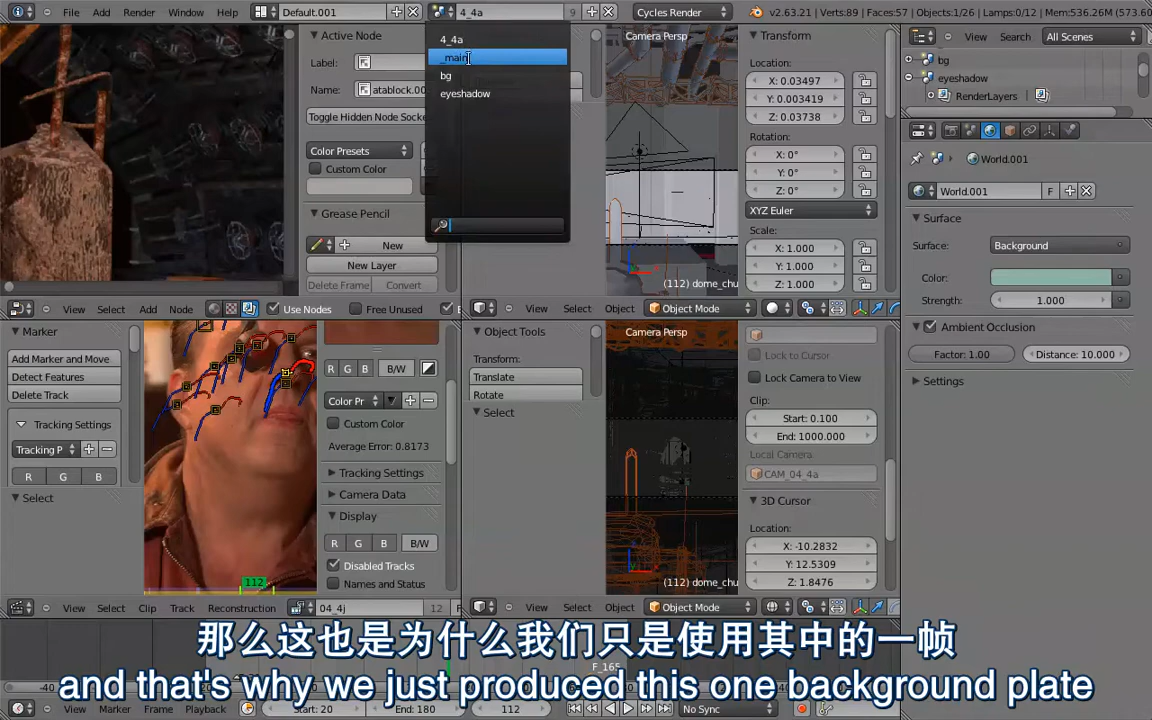 File Add Render Window Help Default.001 4_4a 9 Cycles Render v2.63.21 | Verts:89 | Faces:57 | Objects:1/26 | Lamps:0/12 | Mem:536.26M (573.60
4_4a
_main
bg
eyeshadow
Active Node
Label:
Name: atablock.00
Toggle Hidden Node Socke
Color Presets
Custom Color
Grease Pencil
New
New Layer
Delete Frame Convert
View Select Add Node Use Nodes Free Unused
Camera Persp
(112) dome_chu
View Select Object Object Mode
Transform
Location:
X: 0.03497
Y: 0.003419
Z: 0.03738
Rotation:
X: 0°
Y: 0°
Z: 0°
XYZ Euler
Scale:
X: 1.000
Y: 1.000
Z: 1.000
View Search All Scenes
bg
eyeshadow
RenderLayers
World.001
World.001 F
Surface
Surface: Background
Color:
Strength: 1.000
Ambient Occlusion
Factor: 1.00 Distance: 10.000
Settings
Marker
Add Marker and Move
Detect Features
Delete Track
Tracking Settings
Tracking P
R G B
Select
112
R G B B/W
Color Pr
Custom Color
Average Error: 0.8173
Tracking Settings
Camera Data
Display
R G B B/W
Disabled Tracks
Names and Status
View Select Clip Track Reconstruction 04_4j 12 F
Object Tools
Transform:
Translate
Rotate
Select
Camera Persp
(112) dome_chu
View Select Object Object Mode
Lock to Cursor
Lock Camera to View
Clip:
Start: 0.100
End: 1000.000
Local Camera:
CAM_04_4a
3D Cursor
Location:
X: -10.2832
Y: 12.5309
Z: 1.8476
F_165
那么这也是为什么我们只是使用其中的一帧
and that's why we just produced this one background plate
View Marker Frame Playback Start: 20 End: 180 112 No Sync